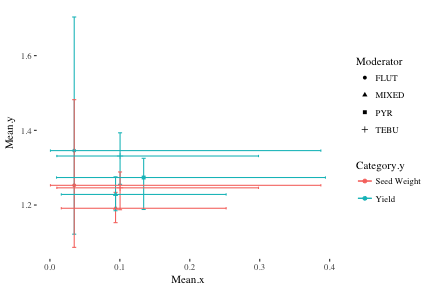 Mean.y
1.6
1.4
1.2
0.0 0.1 0.2 0.3 0.4
Mean.x
Moderator
FLUT
MIXED
PYR
TEBU
Category.y
Seed Weight
Yield